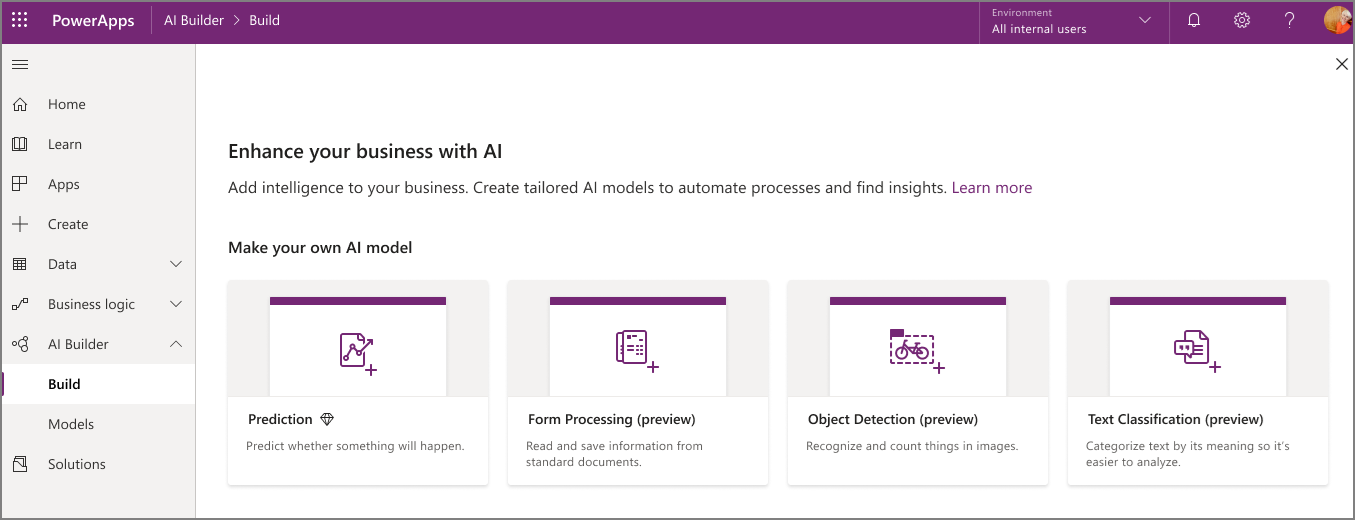 PowerApps
AI Builder > Build
Environment
All internal users
Home
Learn
Apps
Create
Data
Business logic
AI Builder
Build
Models
Solutions
Enhance your business with AI
Add intelligence to your business. Create tailored AI models to automate processes and find insights. Learn more
Make your own AI model
Prediction
Predict whether something will happen.
Form Processing (preview)
Read and save information from
standard documents.
Object Detection (preview)
Recognize and count things in images.
Text Classification (preview)
Categorize text by its meaning so it's
easier to analyze.